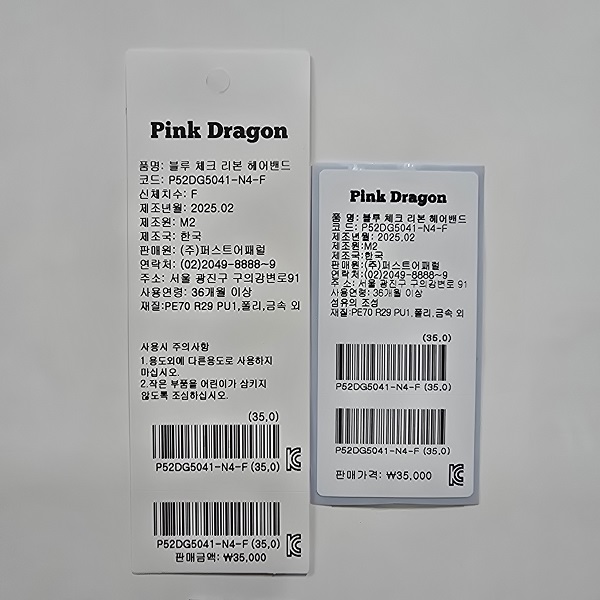 Pink Dragon
품명: 블루 체크 리본 헤어밴드
코드: P52DG5041-N4-F
신체치수: F
제조년월: 2025.02
제조원: M2
제조국: 한국
판매원: (주)퍼스트어패럴
연락처: (02)2049-8888~9
주소: 서울 광진구 구의강변로91
사용연령: 36개월 이상
재질:PE70 R29 PU1,폴리,금속 외
사용시 주의사항
1.용도외에 다른용도로 사용하지
마십시오.
2.작은 부품을 어린이가 삼키지
않도록 조심하십시오.
(35,0)
P52DG5041-N4-F (35,0)
P52DG5041-N4-F (35,0)
판매금액: ₩35,000
Pink Dragon
품 명: 블루 체크 리본 헤어밴드
코 드: P52DG5041-N4-F
제조년월: 2025.02
제조원:M2
제조국:한국
판매원:(주)퍼스트어패럴
연락처:(02)2049-8888~9
주 소: 서울 광진구 구의강변로 91
사용연령: 36개월 이상
섬유의 조성
재질:PE70 R29 PU1,폴리,금속 외
(35,0)
P52DG5041-N4-F (35,0)
P52DG5041-N4-F (35,0)
판매가격: ₩35,000